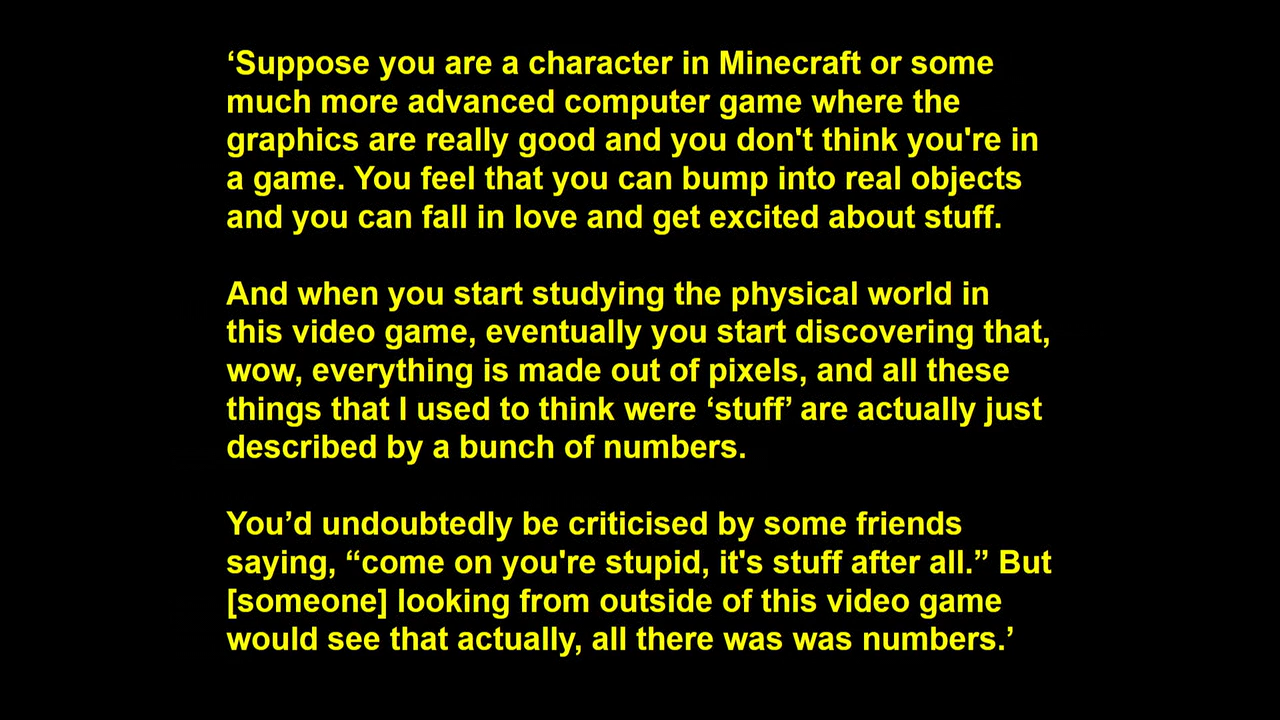 ‘Suppose you are a character in Minecraft or some
much more advanced computer game where the
graphics are really good and you don't think you're in
a game. You feel that you can bump into real objects
and you can fall in love and get excited about stuff.
And when you start studying the physical world in
this video game, eventually you start discovering that,
wow, everything is made out of pixels, and all these
things that I used to think were ‘stuff’ are actually just
described by a bunch of numbers.
You’d undoubtedly be criticised by some friends
saying, “come on you're stupid, it's stuff after all.” But
[someone] looking from outside of this video game
would see that actually, all there was was numbers.’